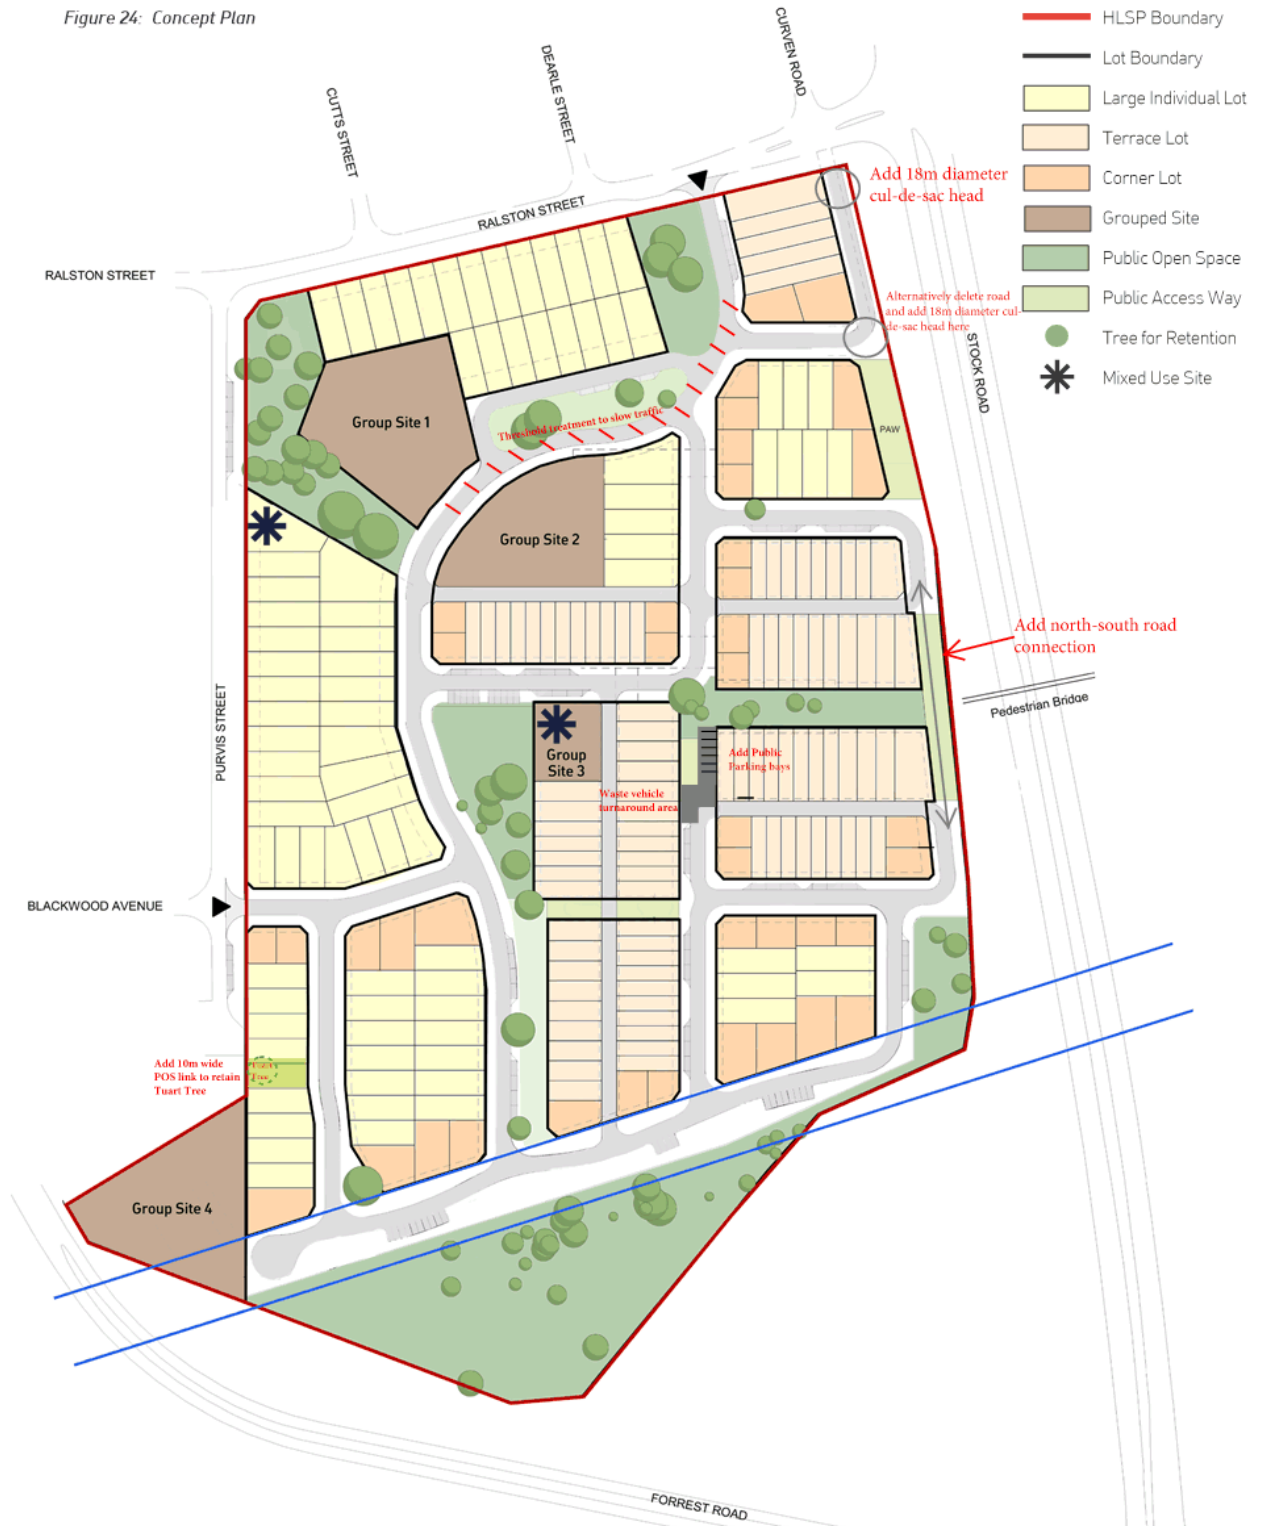 Figure 24: Concept Plan
HLSP Boundary
Lot Boundary
Large Individual Lot
Terrace Lot
Corner Lot
Grouped Site
Public Open Space
Public Access Way
Tree for Retention
Mixed Use Site
CURVEN ROAD
DEARLE STREET
CUTTS STREET
RALSTON STREET
RALSTON STREET
Add 18m diameter
cul-de-sac head
Alternatively delete road
and add 18m diameter cul-
de-sac head here
STOCK ROAD
Group Site 1
Threshold treatment to slow traffic
PAW
Group Site 2
Add north-south road
connection
Pedestrian Bridge
PURVIS STREET
Group
Site 3
Add Public
Parking bays
Waste vehicle
turnaround area
BLACKWOOD AVENUE
Add 10m wide
POS link to retain
Tuart Tree
Tree
Group Site 4
FORREST ROAD